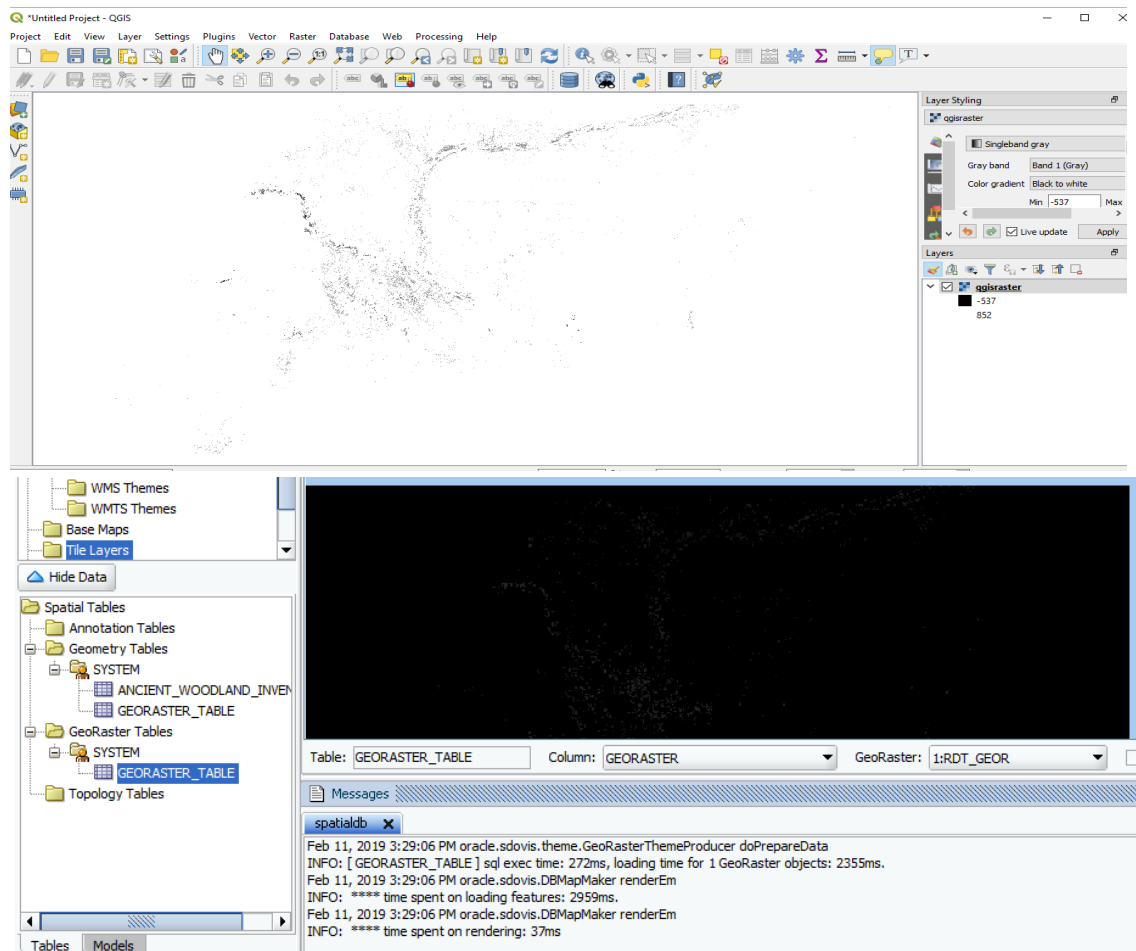 *Untitled Project - QGIS
Project Edit View Layer Settings Plugins Vector Raster Database Web Processing Help
Layer Styling
qgisraster
Singleband gray
Gray band Band 1 (Gray)
Color gradient Black to white
Min -537 Max
Live update Apply
Layers
qgisraster
-537
852
WMS Themes
WMTS Themes
Base Maps
Tile Layers
Hide Data
Spatial Tables
Annotation Tables
Geometry Tables
SYSTEM
ANCIENT_WOODLAND_INVEN
GEORASTER_TABLE
GeoRaster Tables
SYSTEM
GEORASTER_TABLE
Topology Tables
Tables Models
Table: GEORASTER_TABLE Column: GEORASTER GeoRaster: 1:RDT_GEOR
Messages
spatialdb
Feb 11, 2019 3:29:06 PM oracle.sdovis.theme.GeoRasterThemeProducer doPrepareData
INFO: [ GEORASTER_TABLE ] sql exec time: 272ms, loading time for 1 GeoRaster objects: 2355ms.
Feb 11, 2019 3:29:06 PM oracle.sdovis.DBMapMaker renderEm
INFO: **** time spent on loading features: 2959ms.
Feb 11, 2019 3:29:06 PM oracle.sdovis.DBMapMaker renderEm
INFO: **** time spent on rendering: 37ms